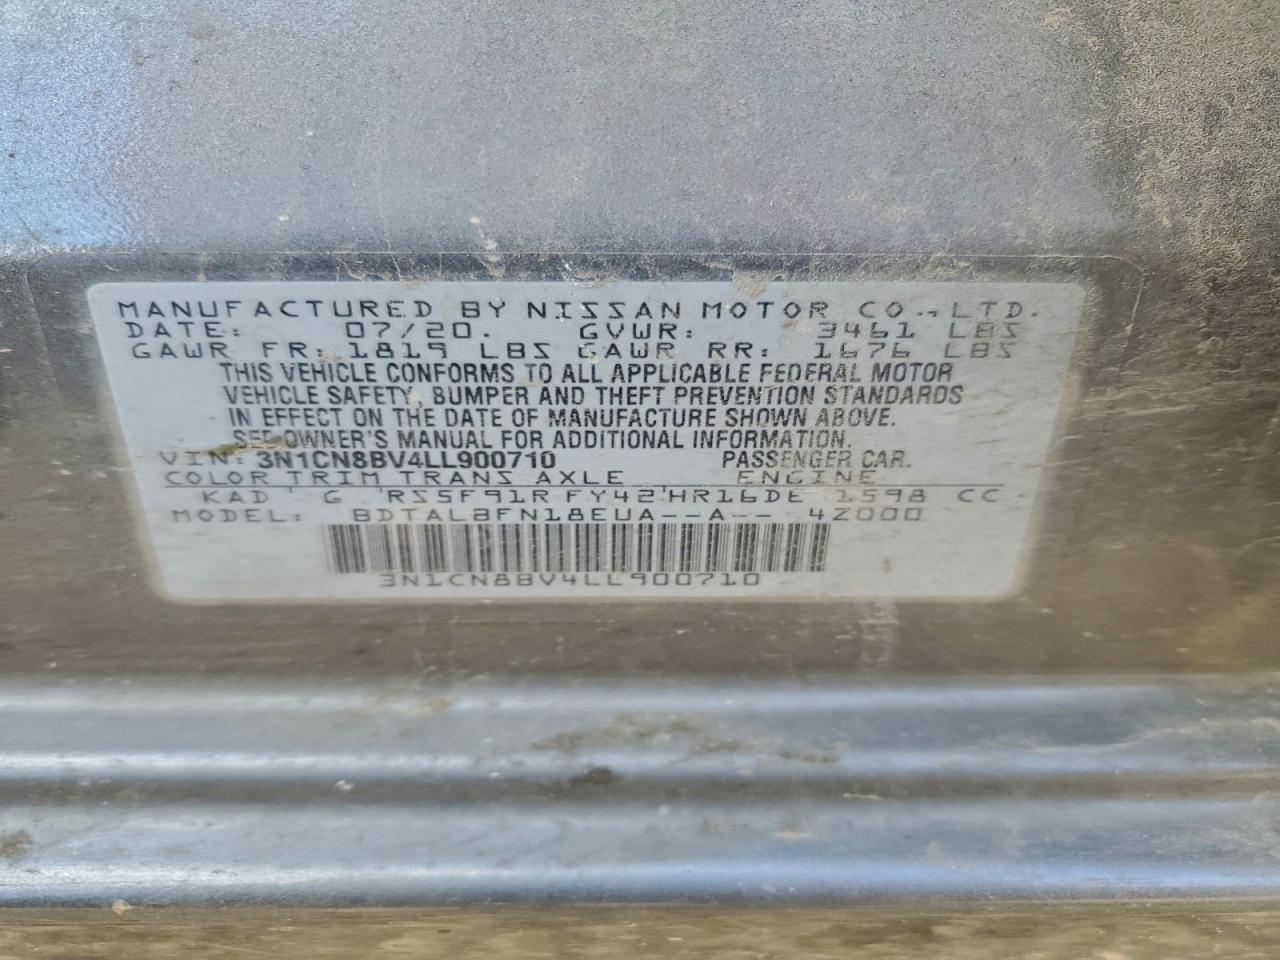 MANUFACTURED BY NISSAN MOTOR CO., LTD.
DATE: 07/20. GVWR: 3461 LBS
GAWR FR: 1819 LBS GAWR RR: 1676 LBS
THIS VEHICLE CONFORMS TO ALL APPLICABLE FEDERAL MOTOR
VEHICLE SAFETY, BUMPER AND THEFT PREVENTION STANDARDS
IN EFFECT ON THE DATE OF MANUFACTURE SHOWN ABOVE.
SEE OWNER'S MANUAL FOR ADDITIONAL INFORMATION.
VIN: 3N1CN8BV4LL900710 PASSENGER CAR.
COLOR TRIM TRANS AXLE ENGINE
KAD G RS5F91R FY42 HR16DE 1598 CC
MODEL: BDTALBFN18EUA--A-- 4Z000
3N1CN8BV4LL900710